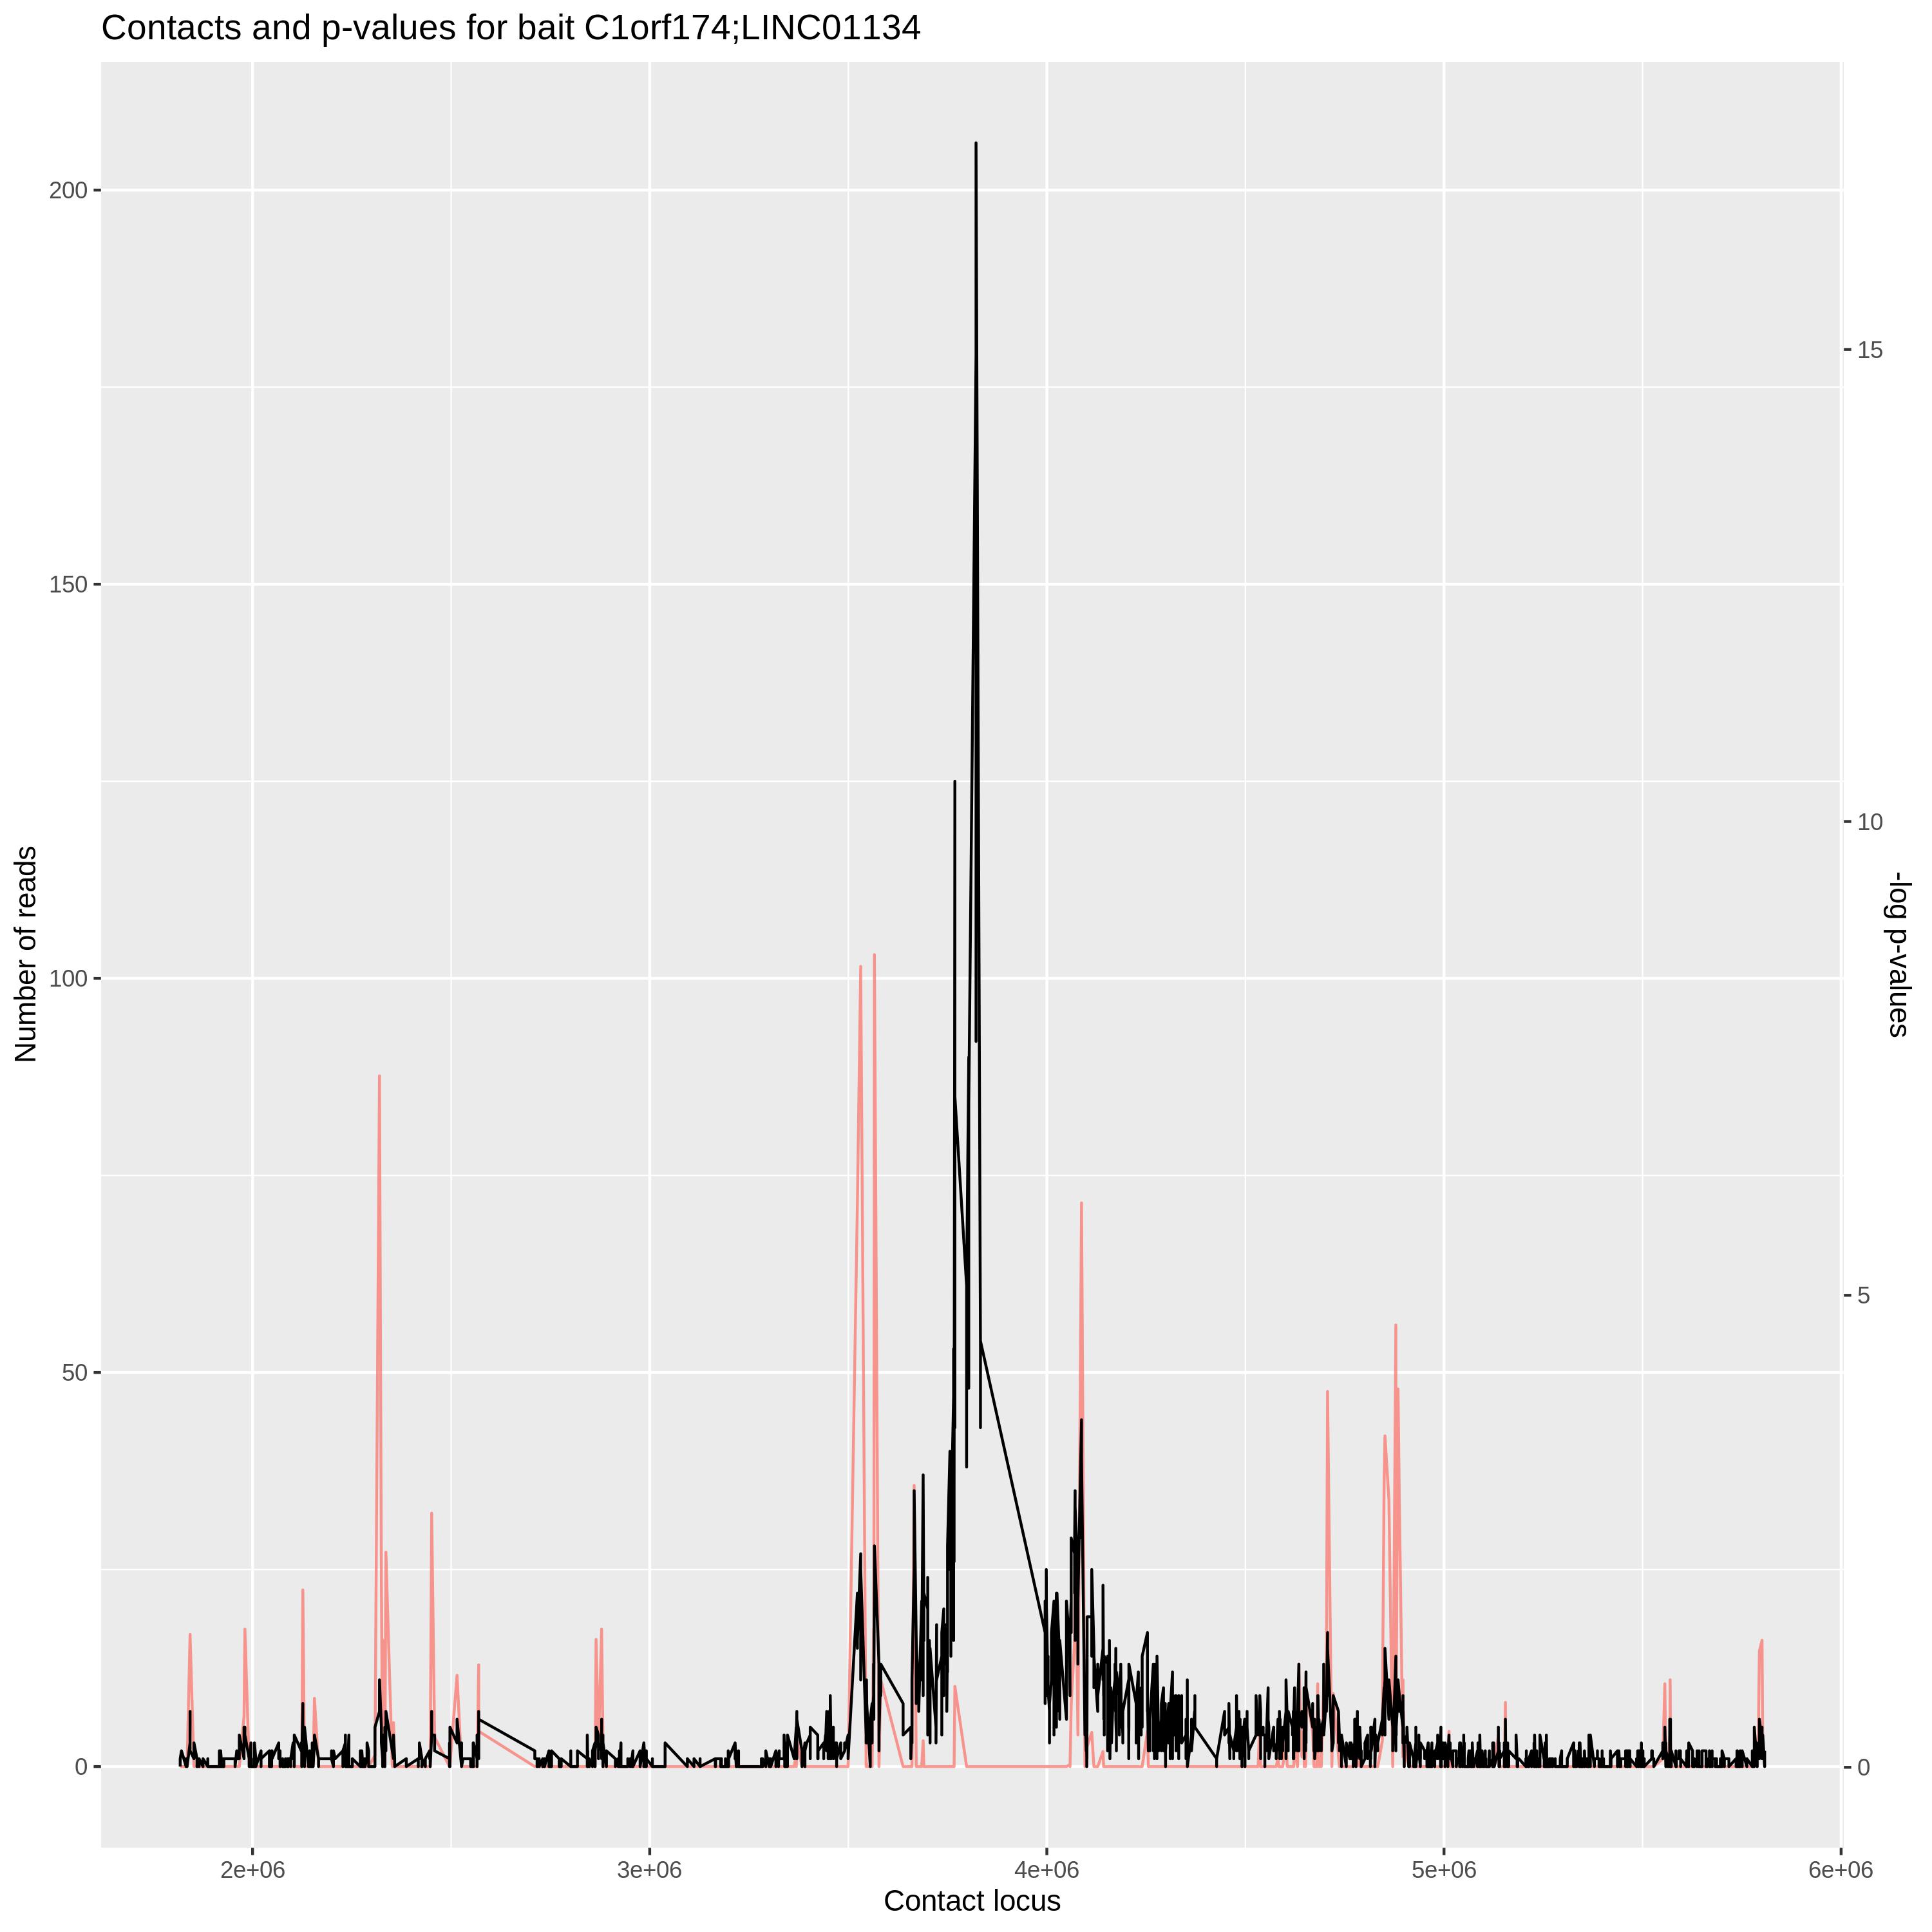 Contacts and p-values for bait C1orf174;LINC01134
200
150
100
50
0
Number of reads
15
10
5
0
-log p-values
2e+06
3e+06
4e+06
5e+06
6e+06
Contact locus